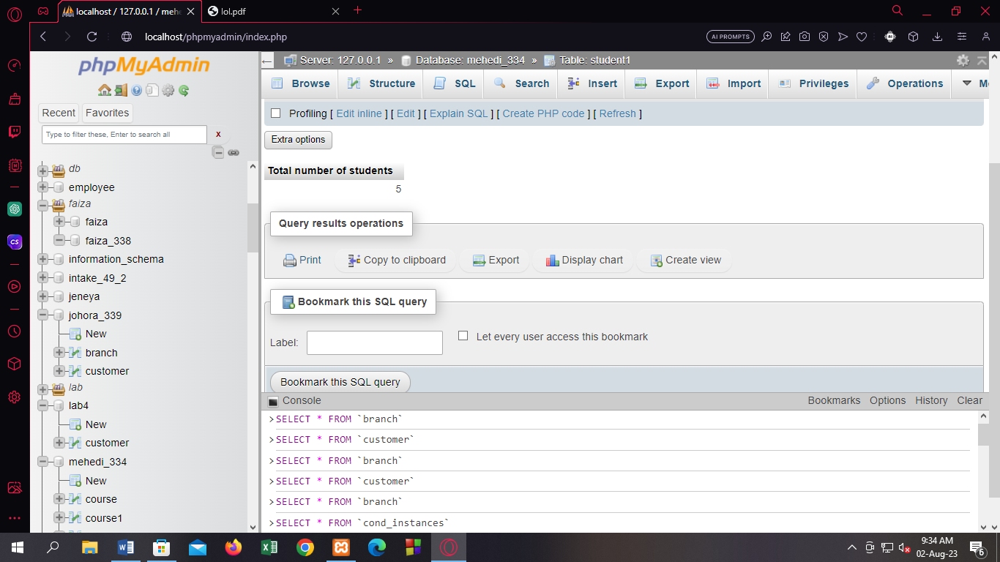 localhost / 127.0.0.1 / mehe
lol.pdf
localhost/phpmyadmin/index.php
AI PROMPTS
phpMyAdmin
Recent
Favorites
Type to filter these, Enter to search all
x
db
employee
faiza
faiza
faiza_338
information_schema
intake_49_2
jeneya
johora_339
New
branch
customer
lab
lab4
New
customer
mehedi_334
New
course
course1
Server: 127.0.0.1 » Database: mehedi_334 » Table: student1
Browse Structure SQL Search Insert Export Import Privileges Operations
Profiling [ Edit inline ] [ Edit ] [ Explain SQL ] [ Create PHP code ] [ Refresh ]
Extra options
Total number of students
5
Query results operations
Print Copy to clipboard Export Display chart Create view
Bookmark this SQL query
Label: Let every user access this bookmark
Bookmark this SQL query
Console Bookmarks Options History Clear
>SELECT * FROM `branch`
>SELECT * FROM `customer`
>SELECT * FROM `branch`
>SELECT * FROM `customer`
>SELECT * FROM `branch`
>SELECT * FROM `cond_instances`
9:34 AM
02-Aug-23
6